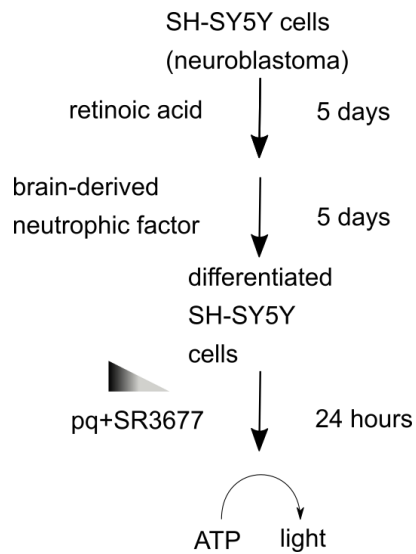 SH-SY5Y cells
(neuroblastoma)
retinoic acid
5 days
brain-derived
neutrophic factor
5 days
differentiated
SH-SY5Y
cells
pq+SR3677
24 hours
ATP
light